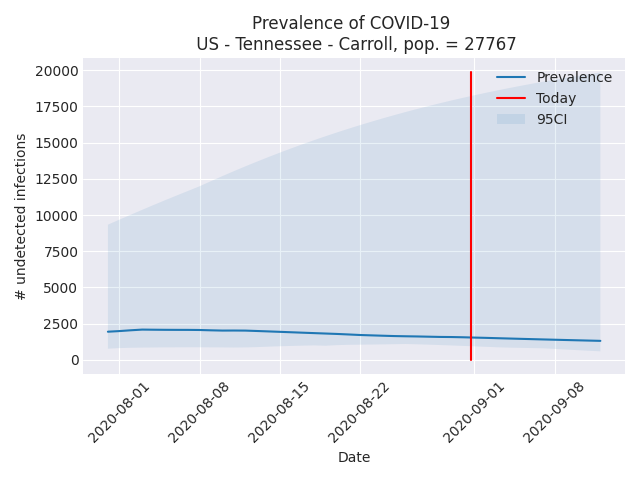 Prevalence of COVID-19
US - Tennessee - Carroll, pop. = 27767
20000
17500
15000
12500
10000
7500
5000
2500
0
# undetected infections
Prevalence
Today
95CI
2020-08-01
2020-08-08
2020-08-15
2020-08-22
2020-09-01
2020-09-08
Date